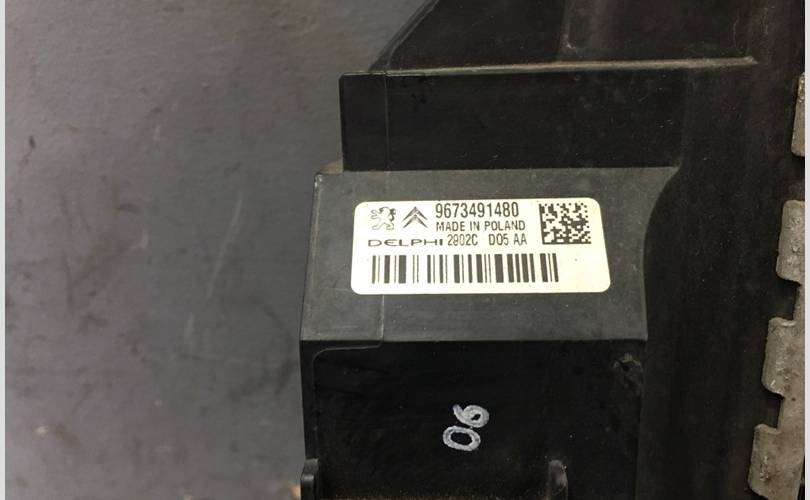 9673491480
MADE IN POLAND
DELPHI 2802C D05 AA
06